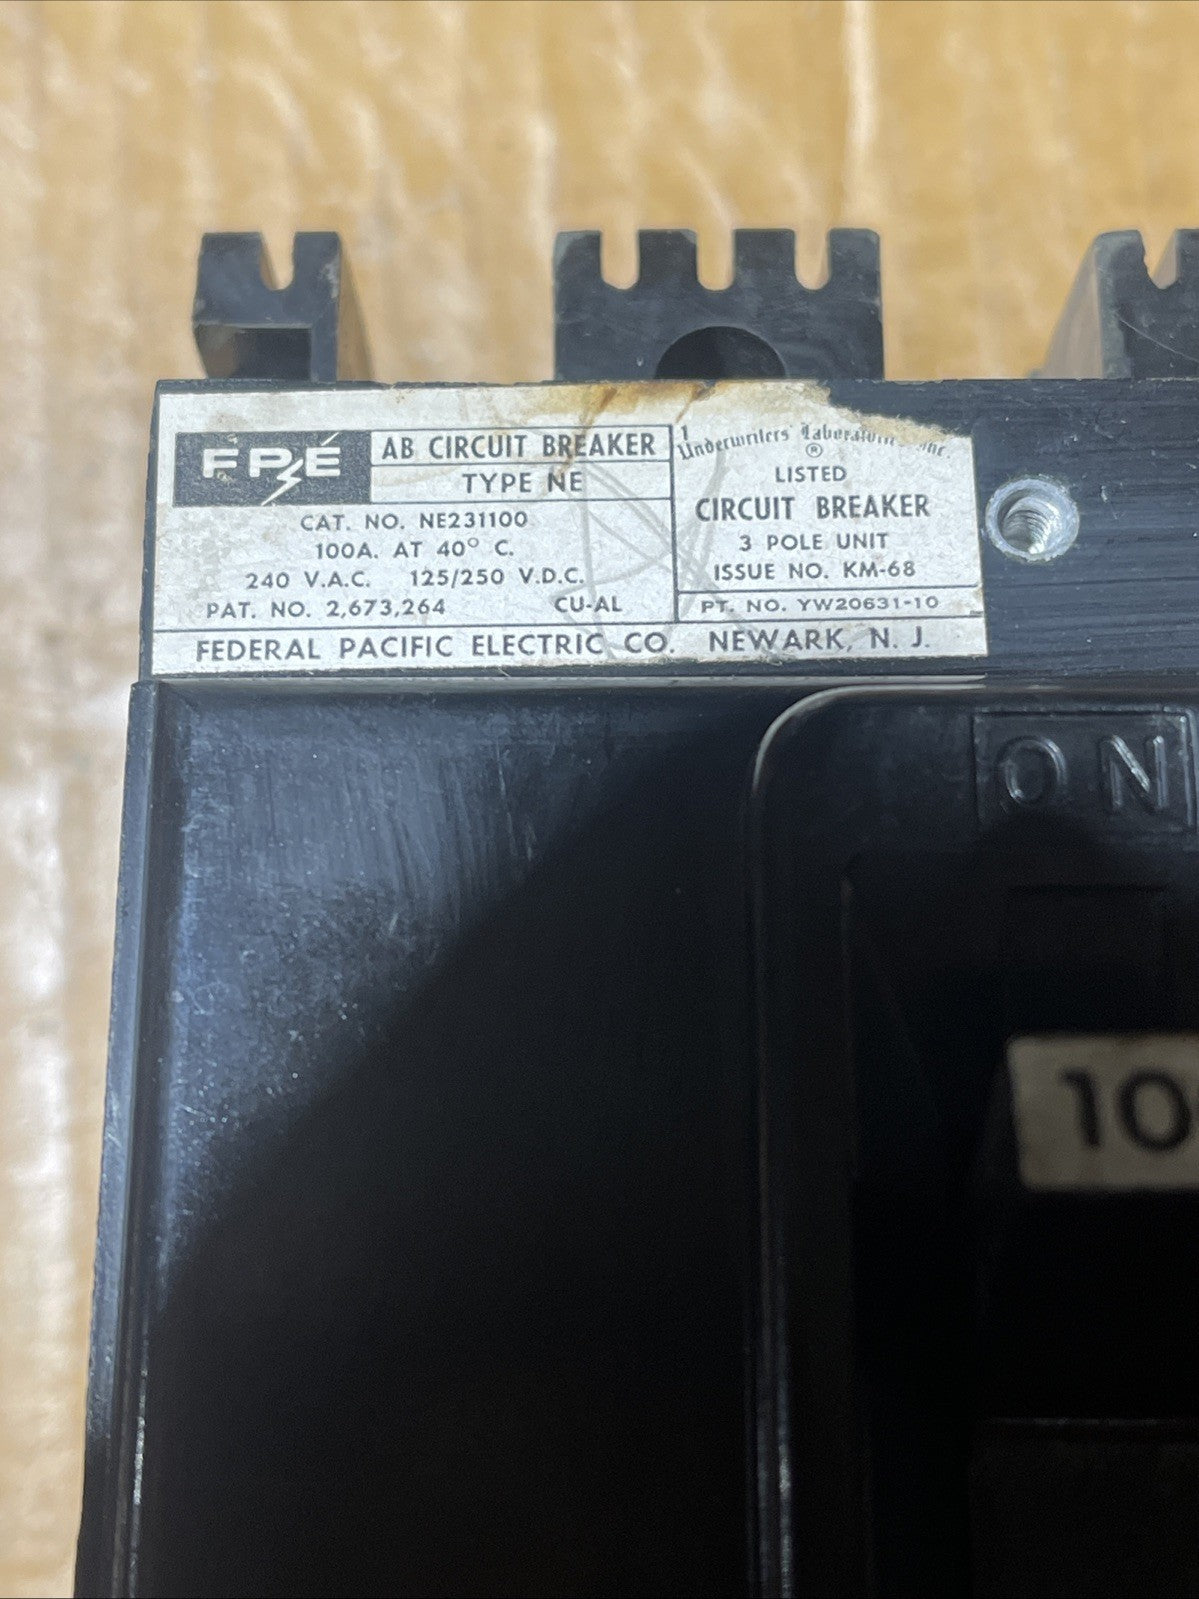 FPE
AB CIRCUIT BREAKER
TYPE NE
CAT. NO. NE231100
100A. AT 40° C.
240 V.A.C. 125/250 V.D.C.
PAT. NO. 2,673,264 CU-AL
Underwriters' Laboratories Inc.
®
LISTED
CIRCUIT BREAKER
3 POLE UNIT
ISSUE NO. KM-68
PT. NO. YW20631-10
FEDERAL PACIFIC ELECTRIC CO. NEWARK, N. J.
ON
10